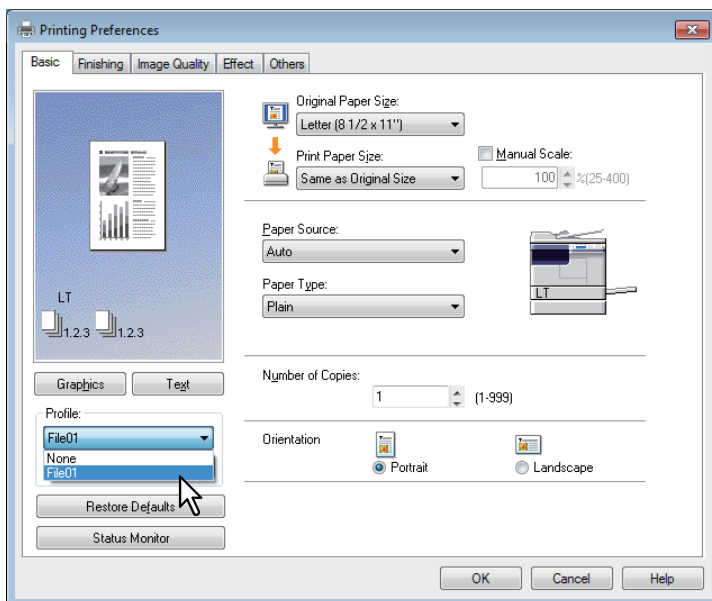 Printing Preferences
Basic Finishing Image Quality Effect Others
Original Paper Size:
Letter (8 1/2 x 11")
Print Paper Size:
Same as Original Size
Manual Scale:
100 %(25-400)
Paper Source:
Auto
Paper Type:
Plain
LT
LT
1.2.3 1.2.3
Graphics Text
Number of Copies:
1 (1-999)
Profile:
File01
None
File01
Orientation
Portrait Landscape
Restore Defaults
Status Monitor
OK Cancel Help